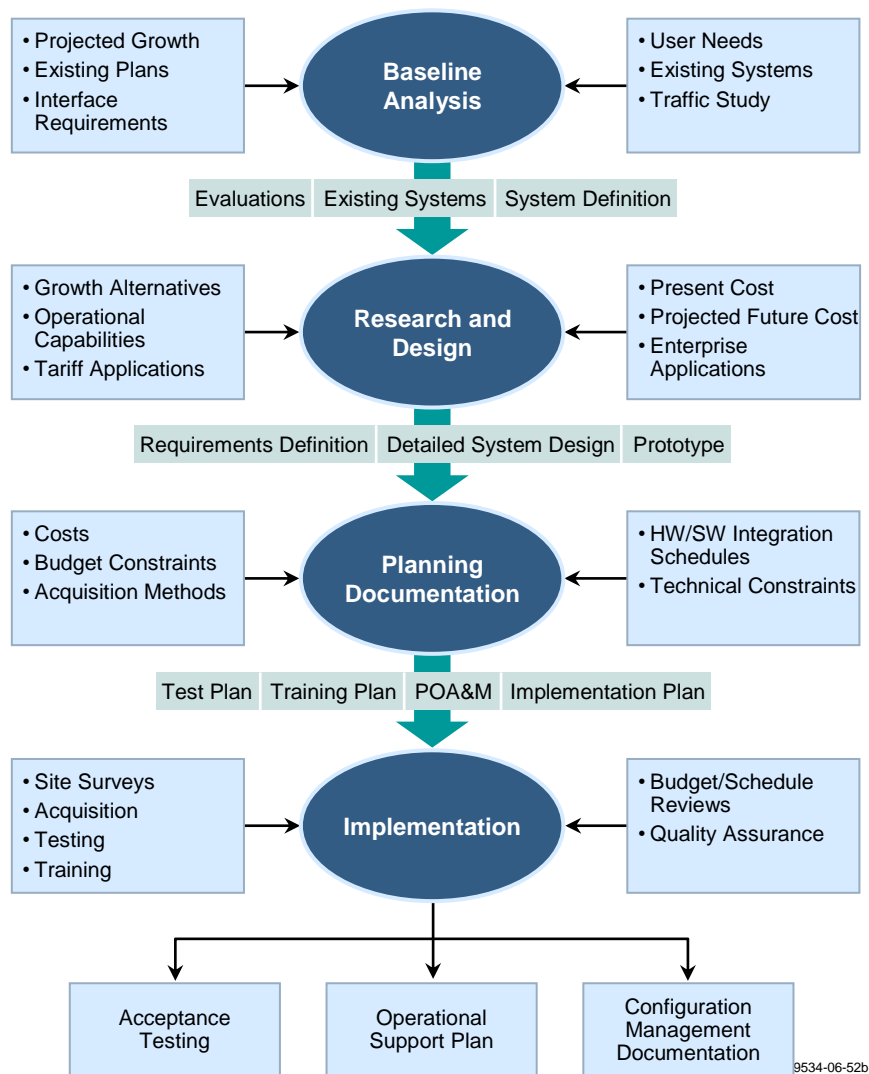 • Projected Growth
• Existing Plans
• Interface
Requirements
Baseline
Analysis
• User Needs
• Existing Systems
• Traffic Study
Evaluations
Existing Systems
System Definition
• Growth Alternatives
• Operational
Capabilities
• Tariff Applications
Research and
Design
• Present Cost
• Projected Future Cost
• Enterprise
Applications
Requirements Definition
Detailed System Design
Prototype
• Costs
• Budget Constraints
• Acquisition Methods
Planning
Documentation
• HW/SW Integration
Schedules
• Technical Constraints
Test Plan
Training Plan
POA&M
Implementation Plan
• Site Surveys
• Acquisition
• Testing
• Training
Implementation
• Budget/Schedule
Reviews
• Quality Assurance
Acceptance
Testing
Operational
Support Plan
Configuration
Management
Documentation
9534-06-52b